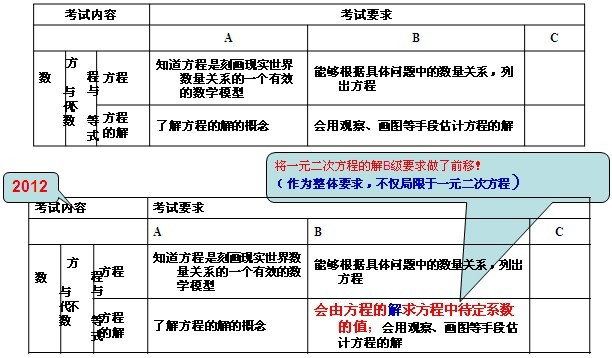 考试内容 考试要求
A B C
数与代数 方程与不等式 方程 知道方程是刻画现实世界
数量关系的一个有效
的数学模型
能够根据具体问题中的数量关系，列
出方程
方程
的解
了解方程的解的概念
会用观察、画图等手段估计方程的解
将一元二次方程的解B级要求做了前移！
（作为整体要求，不仅局限于一元二次方程）
2012
考试内容 考试要求
A B C
数与代数 方程与不等式 方程 知道方程是刻画现实世界数
量关系的一个有效的数
学模型
能够根据具体问题中的数量关系，列出
方程
方程
的解
了解方程的解的概念
会由方程的解求方程中待定系数
的值；会用观察、画图等手段估
计方程的解